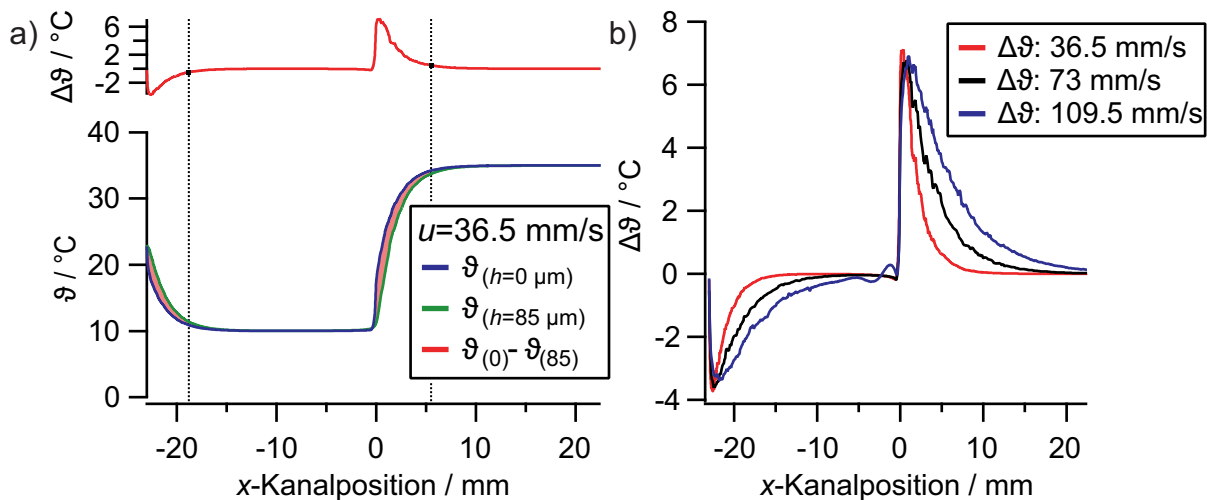 a)
Δϑ / °C
6
2
-2
ϑ / °C
40
30
20
10
0
u=36.5 mm/s
ϑ(h=0 µm)
ϑ(h=85 µm)
ϑ(0)- ϑ(85)
-20 -10 0 10 20
x-Kanalposition / mm
b)
Δϑ / °C
8
6
4
2
0
-2
-4
Δϑ: 36.5 mm/s
Δϑ: 73 mm/s
Δϑ: 109.5 mm/s
-20 -10 0 10 20
x-Kanalposition / mm